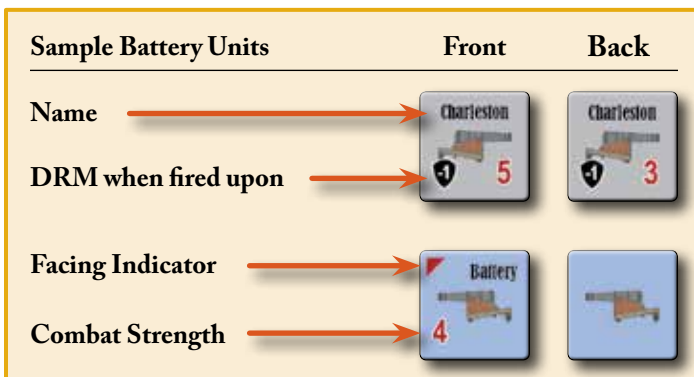 Sample Battery Units Front Back
Name
Charleston Charleston
DRM when fired upon
-1 5 -1 3
Facing Indicator
Battery
Combat Strength
4